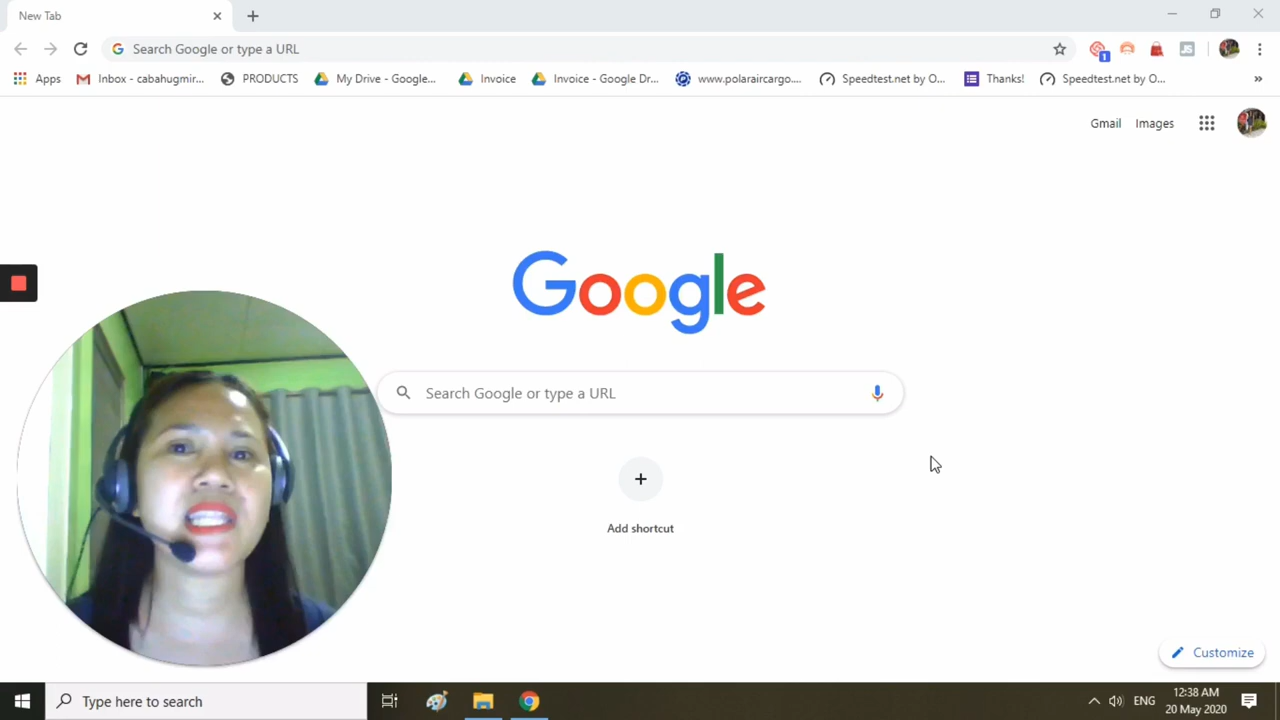 New Tab
Search Google or type a URL
1
JS
Apps
Inbox - cabahugmir...
PRODUCTS
My Drive - Google...
Invoice
Invoice - Google Dr...
www.polaraircargo....
Speedtest.net by O...
Thanks!
Speedtest.net by O...
»
Gmail
Images
Google
Search Google or type a URL
Add shortcut
Customize
Type here to search
ENG
12:38 AM
20 May 2020